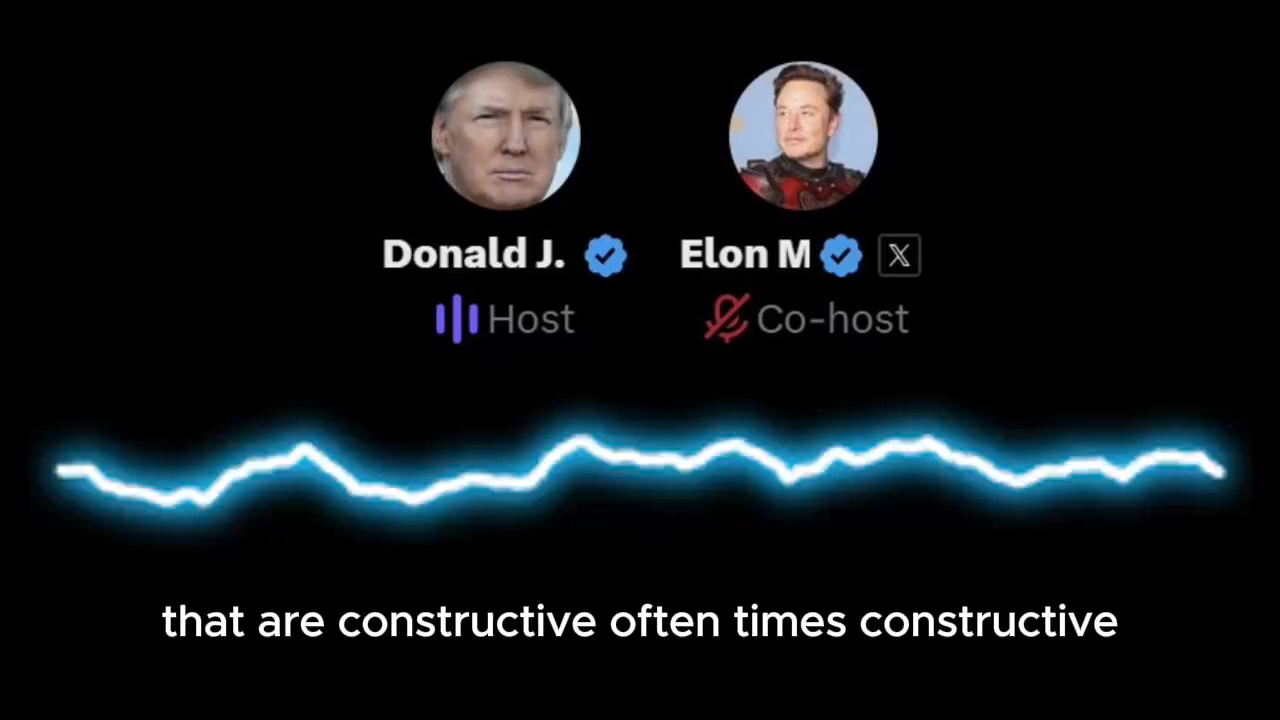 Donald J. Elon M X
Host Co-host
that are constructive often times constructive